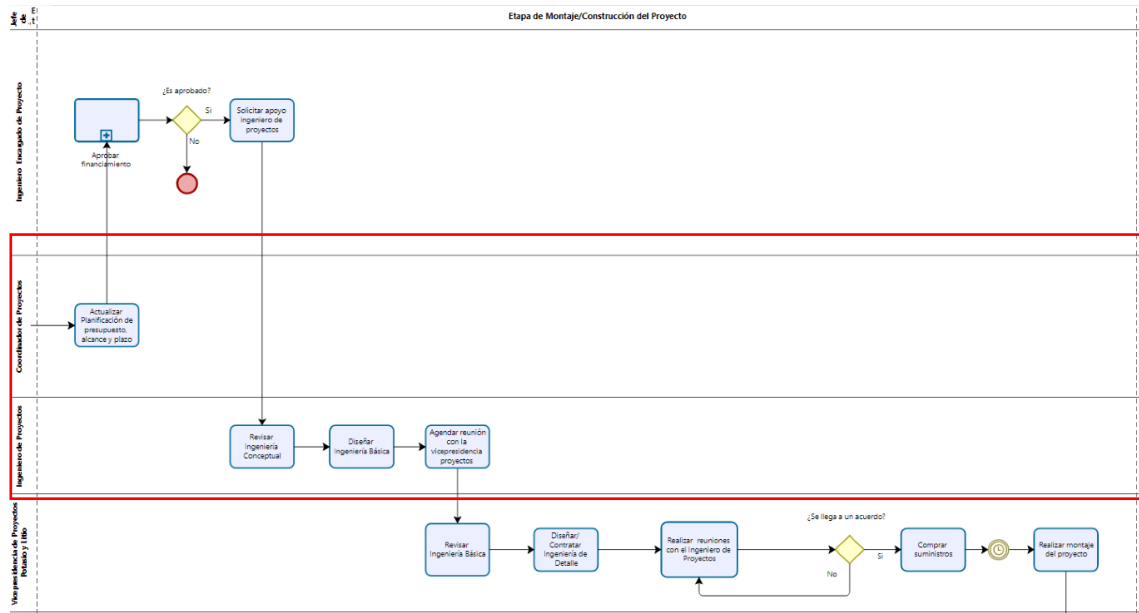 Jefe
de
Etapa de Montaje/Construcción del Proyecto
Ingeniero Encargado de Proyecto
¿Es aprobado?
Si
No
Aprobar
financiamiento
Solicitar apoyo
ingeniero de
proyectos
Coordinador de Proyectos
Actualizar
Planificación de
presupuesto,
alcance y plazo
Ingeniero de Proyectos
Revisar
Ingeniería
Conceptual
Diseñar
Ingeniería Básica
Agendar reunión
con la
vicepresidencia
proyectos
Vicepresidencia de Proyectos
Potasio y Litio
Revisar
Ingeniería Básica
Diseñar/
Contratar
Ingeniería de
Detalle
Realizar reuniones
con el Ingeniero de
Proyectos
¿Se llega a un acuerdo?
Si
No
Comprar
suministros
Realizar montaje
del proyecto